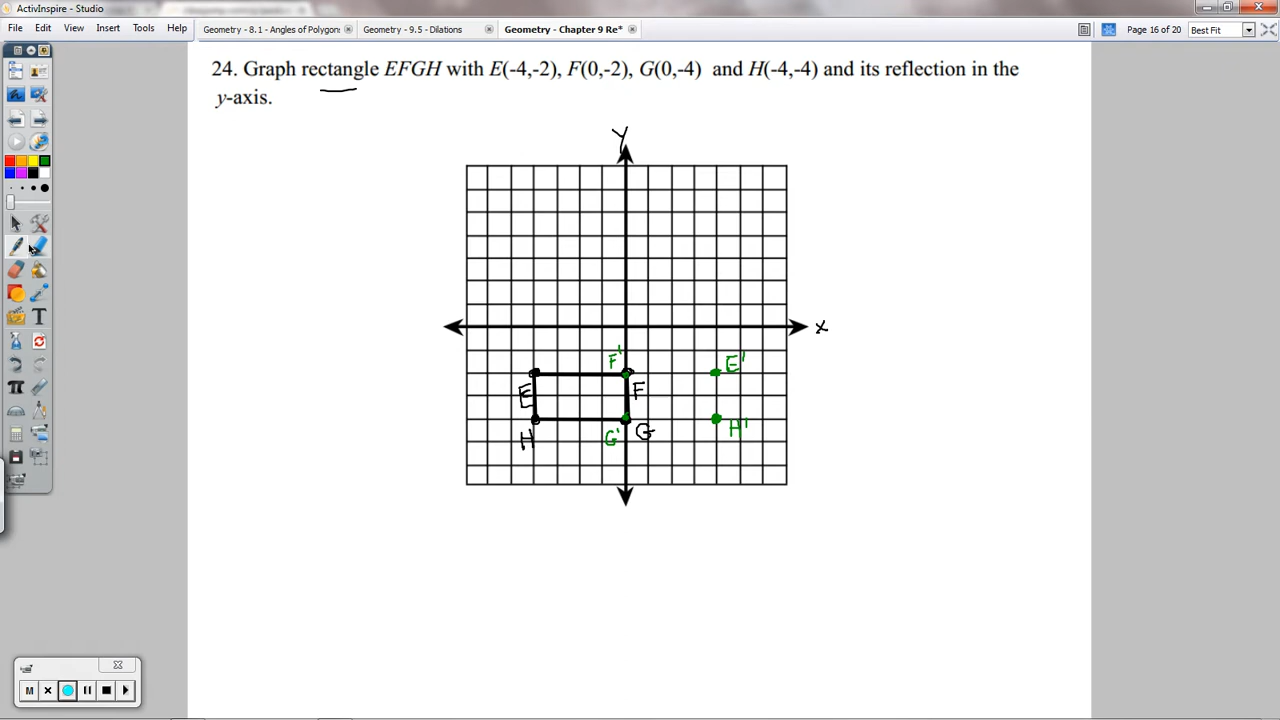 ActivInspire - Studio
File Edit View Insert Tools Help
Geometry - 8.1 - Angles of Polygons
Geometry - 9.5 - Dilations
Geometry - Chapter 9 Re*
Page 16 of 20
Best Fit
24. Graph rectangle EFGH with E(-4,-2), F(0,-2), G(0,-4) and H(-4,-4) and its reflection in the
y-axis.
y
x
F'
E'
E
F
G'
G
H'
H
M